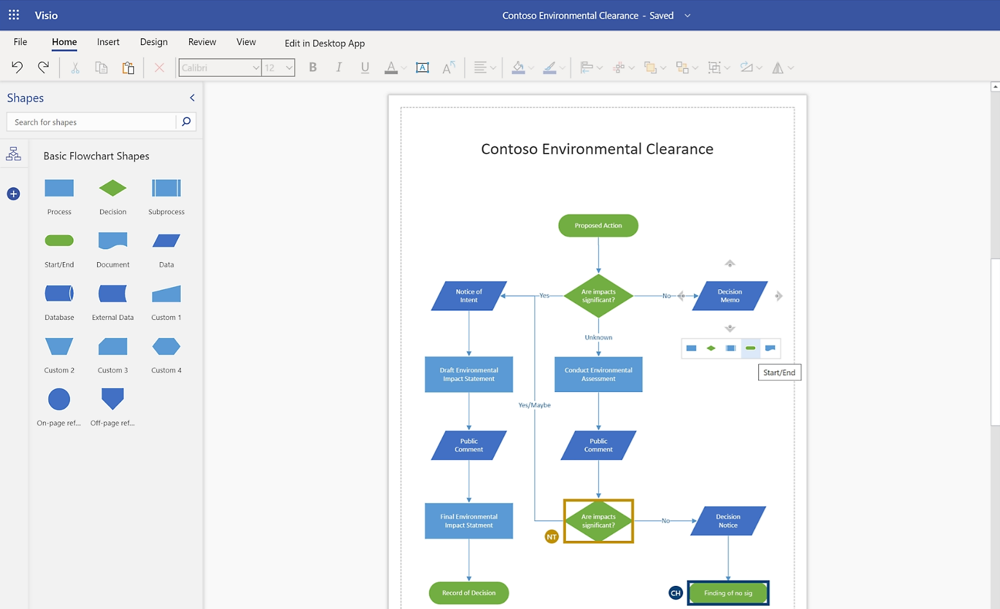 Visio
Contoso Environmental Clearance - Saved
File
Home
Insert
Design
Review
View
Edit in Desktop App
Calibri
12
B
I
U
A
A
A
Shapes
Search for shapes
Basic Flowchart Shapes
Process
Decision
Subprocess
Start/End
Document
Data
Database
External Data
Custom 1
Custom 2
Custom 3
Custom 4
On-page ref...
Off-page ref...
Contoso Environmental Clearance
Proposed Action
Notice of
Intent
Yes
Are impacts
significant?
No
Decision
Memo
Unknown
Start/End
Draft Environmental
Impact Statement
Conduct Environmental
Assessment
Yes/Maybe
Public
Comment
Public
Comment
Final Environmental
Impact Statment
Are impacts
significant?
NT
No
Decision
Notice
Record of Decision
CH
Finding of no sig